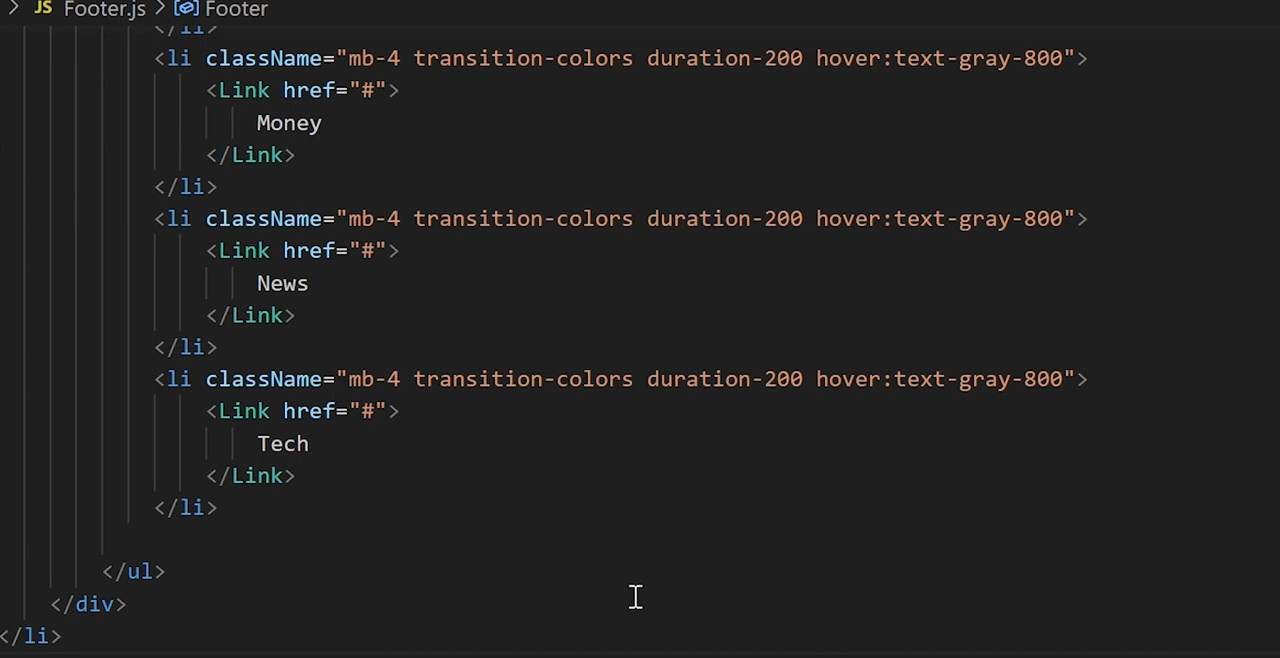 > JS Footer.js > Footer
</li>
<li className="mb-4 transition-colors duration-200 hover:text-gray-800">
<Link href="#">
Money
</Link>
</li>
<li className="mb-4 transition-colors duration-200 hover:text-gray-800">
<Link href="#">
News
</Link>
</li>
<li className="mb-4 transition-colors duration-200 hover:text-gray-800">
<Link href="#">
Tech
</Link>
</li>
</ul>
</div>
</li>